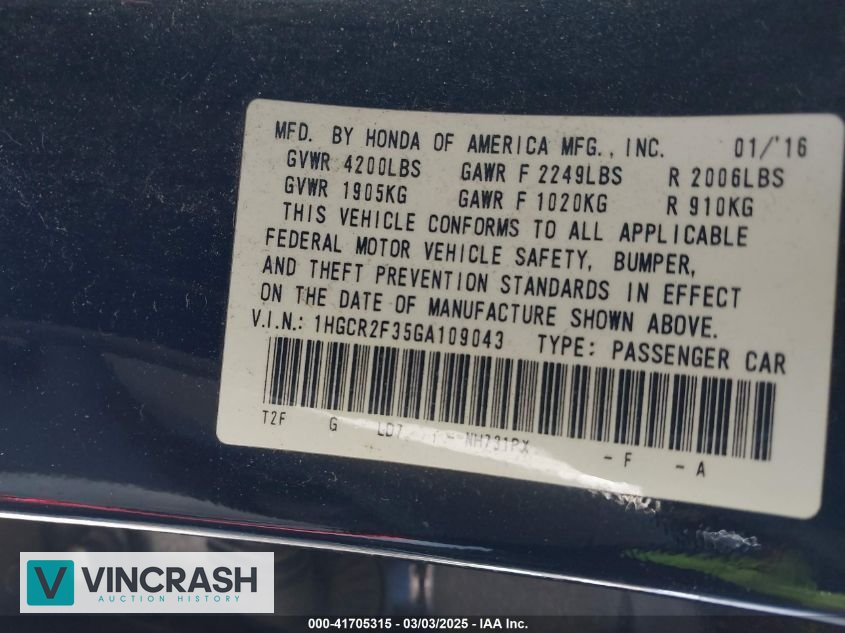 MFD. BY HONDA OF AMERICA MFG., INC. 01/'16
GVWR 4200LBS GAWR F 2249LBS R 2006LBS
GVWR 1905KG GAWR F 1020KG R 910KG
THIS VEHICLE CONFORMS TO ALL APPLICABLE
FEDERAL MOTOR VEHICLE SAFETY, BUMPER,
AND THEFT PREVENTION STANDARDS IN EFFECT
ON THE DATE OF MANUFACTURE SHOWN ABOVE.
V.I.N.: 1HGCR2F35GA109043 TYPE: PASSENGER CAR
T2F G LD7 - NH731PX -F -A
V VINCRASH
AUCTION HISTORY
000-41705315 - 03/03/2025 - IAA Inc.